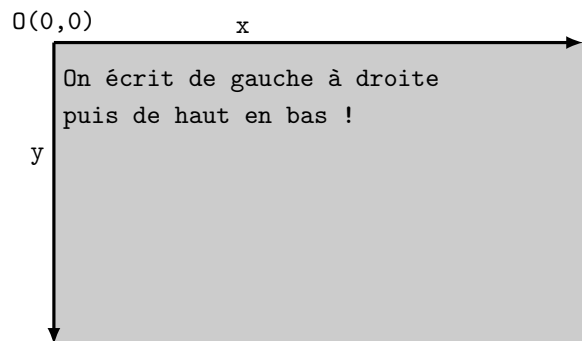 O(0,0)
x
On écrit de gauche à droite
puis de haut en bas !
y